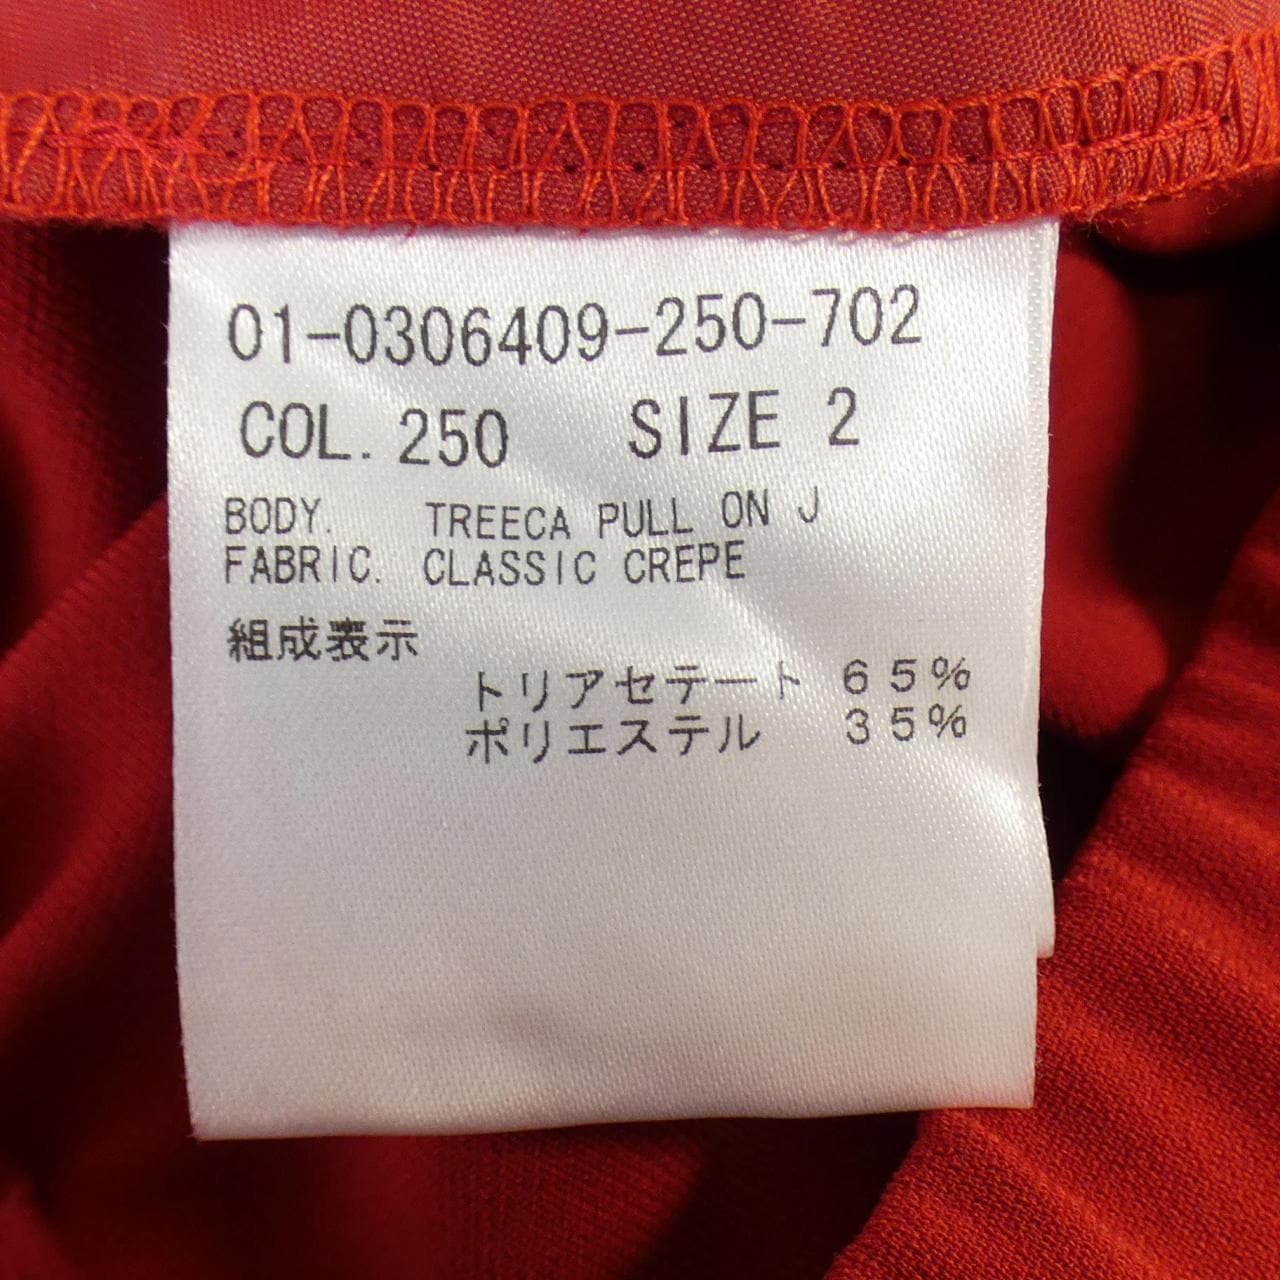 01-0306409-250-702
COL. 250 SIZE 2
BODY. TREECA PULL ON J
FABRIC. CLASSIC CREPE
組成表示
トリアセテート 65%
ポリエステル 35%